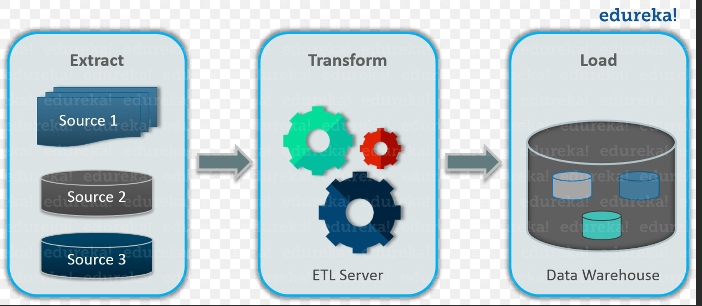 edureka!
Extract
Transform
Load
Source 1
Source 2
Source 3
ETL Server
Data Warehouse